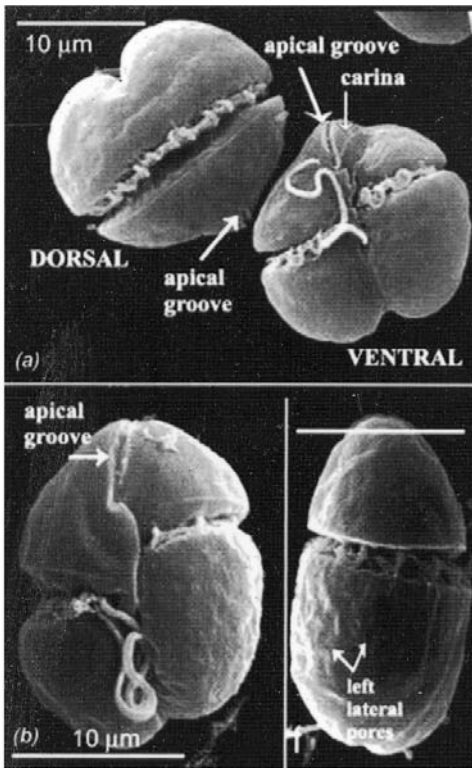 10 µm
apical groove
carina
DORSAL
apical
groove
VENTRAL
(a)
apical
groove
left
lateral
pores
(b)
10 µm